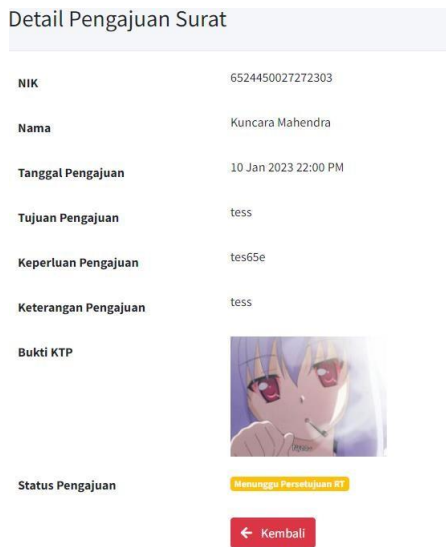 Detail Pengajuan Surat
NIK 6524450027272303
Nama Kuncara Mahendra
Tanggal Pengajuan 10 Jan 2023 22:00 PM
Tujuan Pengajuan tess
Keperluan Pengajuan tes65e
Keterangan Pengajuan tess
Bukti KTP
Status Pengajuan Menunggu Persetujuan RT
← Kembali